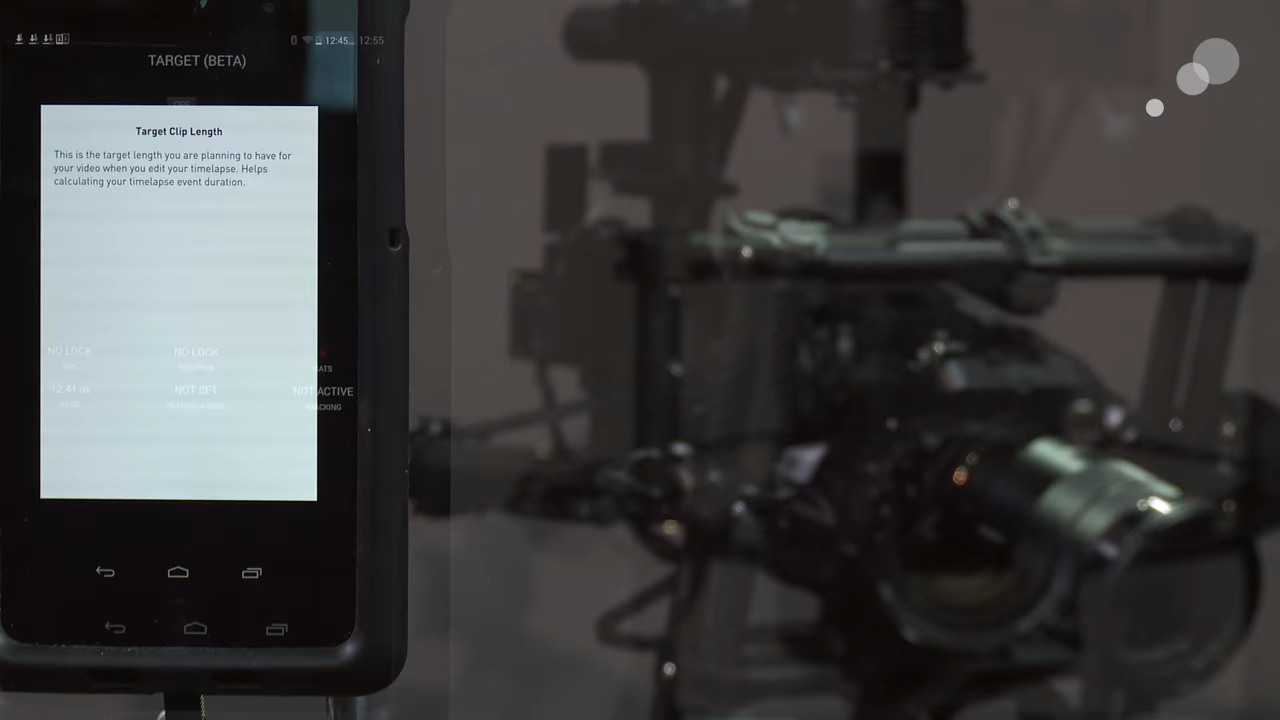 12:45 12:55
TARGET (BETA)
OFF
Target Clip Length
This is the target length you are planning to have for
your video when you edit your timelapse. Helps
calculating your timelapse event duration.
NO LOCK NO LOCK
12.41 m NOT SET NOT ACTIVE
TRACKING